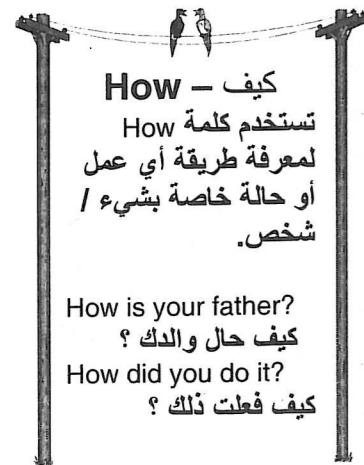 How – كيف
تستخدم كلمة How
لمعرفة طريقة أي عمل
أو حالة خاصة بشيء /
شخص.
How is your father?
كيف حال والدك ؟
How did you do it?
كيف فعلت ذلك ؟